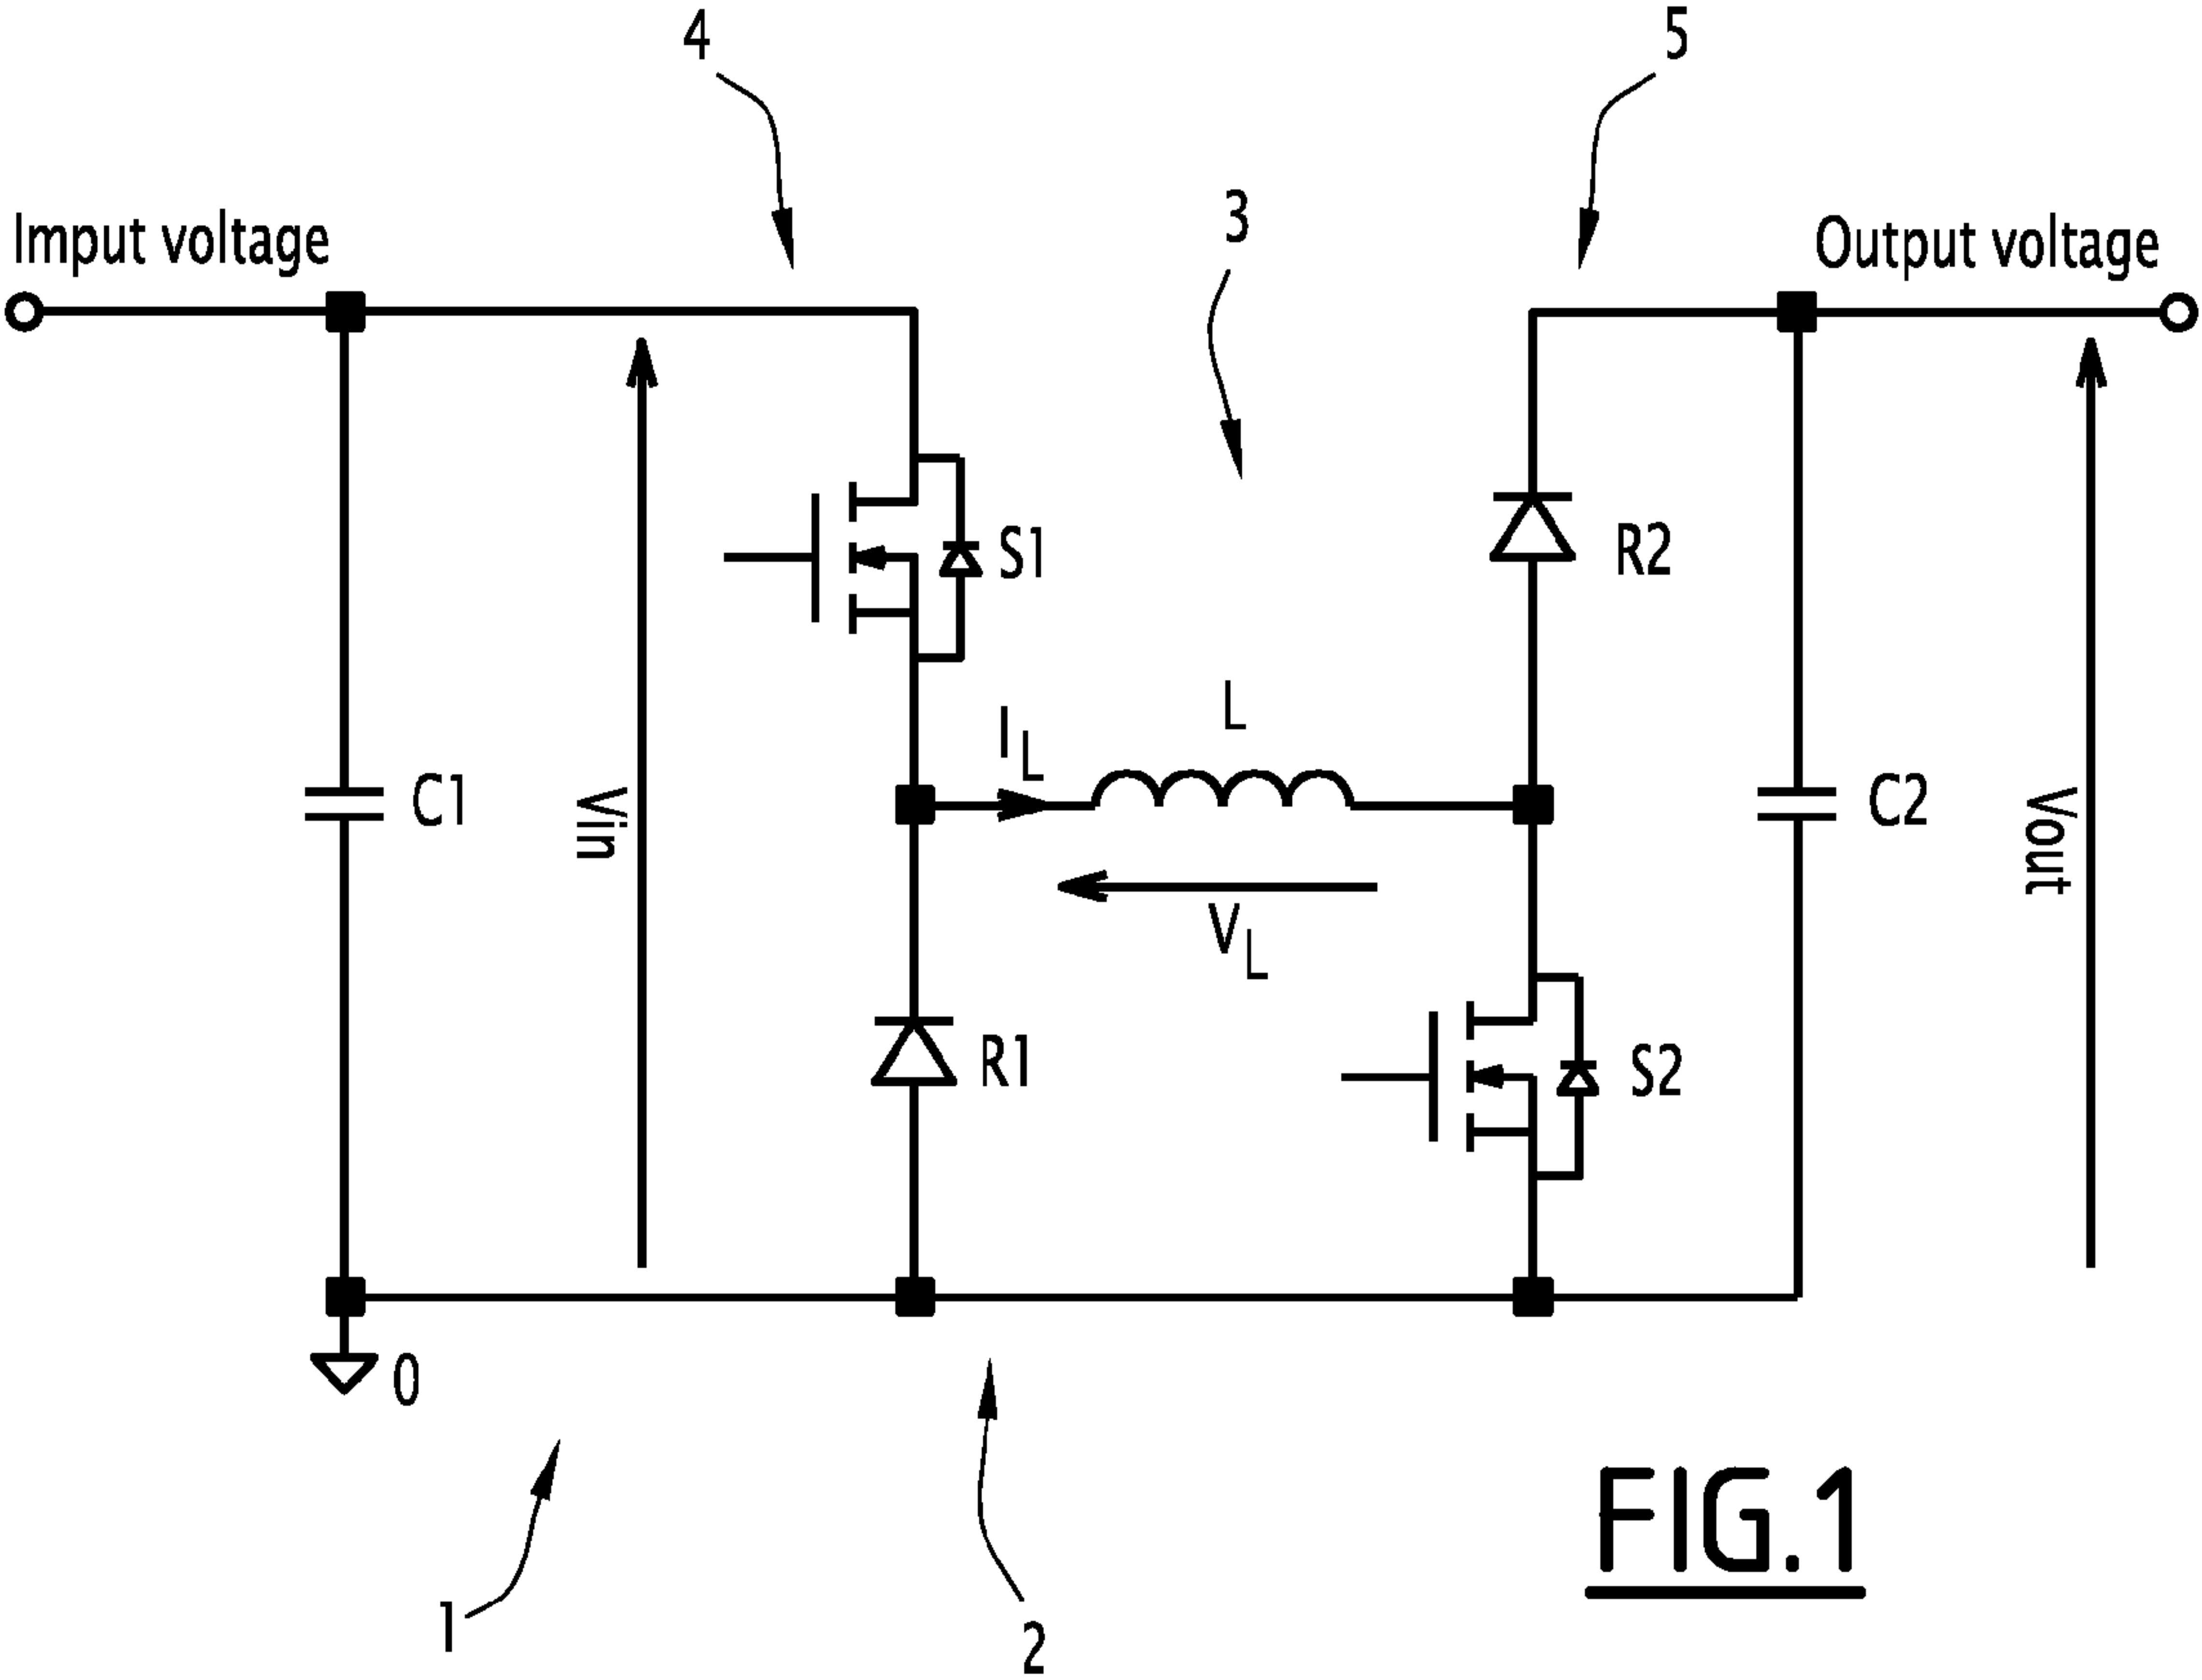 4
5
3
Imput voltage
Output voltage
S1
R2
L
IL
C1
Vin
C2
Vout
VL
R1
S2
0
FIG.1
1
2